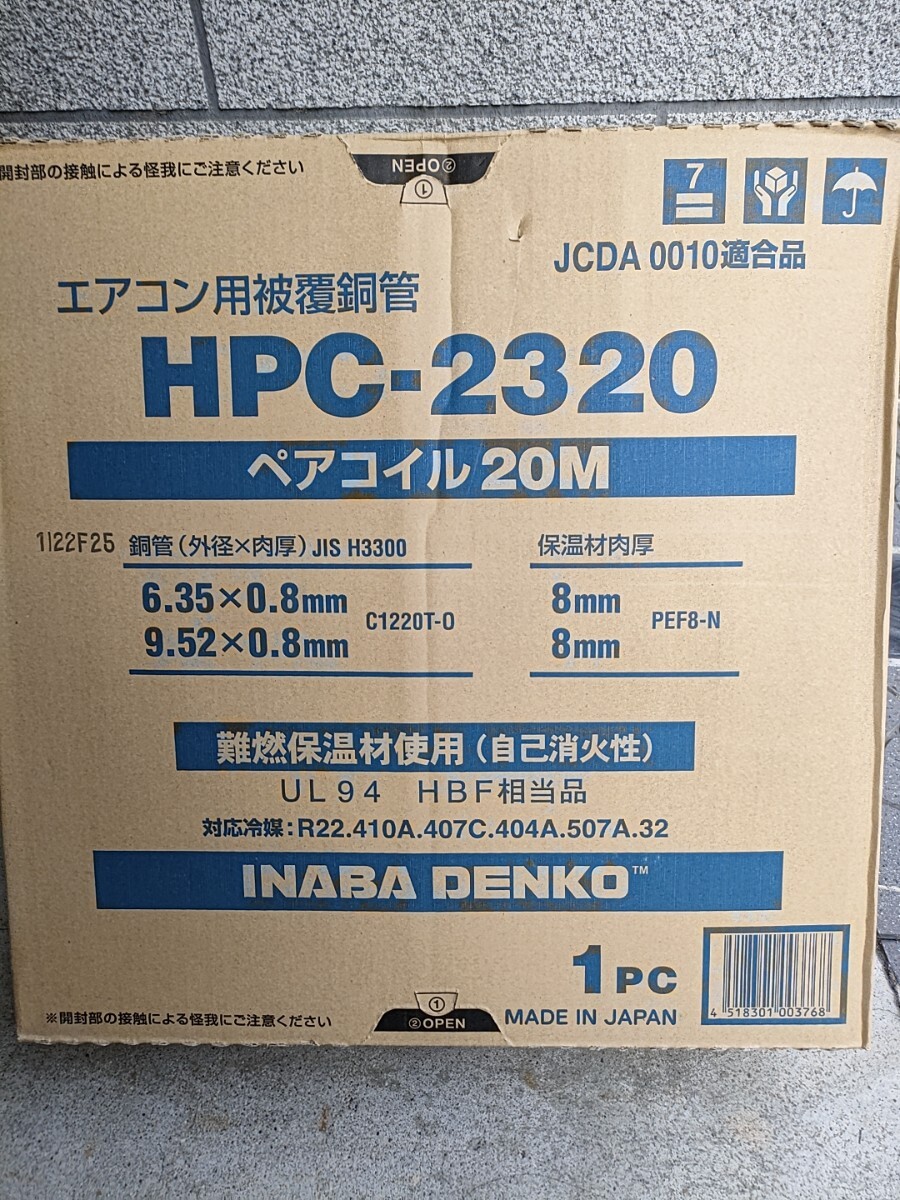 開封部の接触による怪我にご注意ください
②OPEN
①
7
JCDA 0010適合品
エアコン用被覆銅管
HPC-2320
ペアコイル 20M
1122F25
銅管(外径×肉厚)JIS H3300
保温材肉厚
6.35×0.8mm
9.52×0.8mm
C1220T-O
8mm
8mm
PEF8-N
難燃保温材使用(自己消火性)
UL94 HBF相当品
対応冷媒:R22.410A.407C.404A.507A.32
INABA DENKO™
1PC
MADE IN JAPAN
4 518301 003768
※開封部の接触による怪我にご注意ください
①
②OPEN